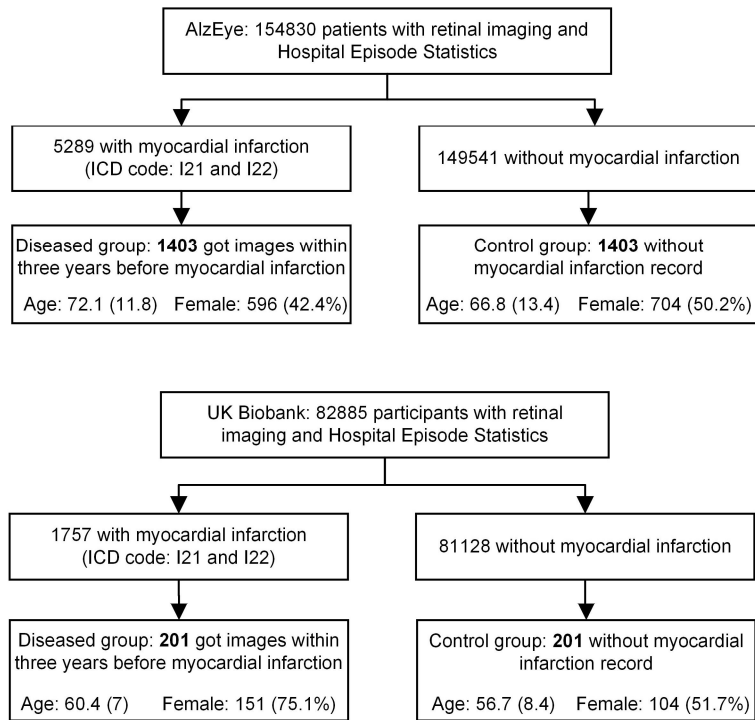 AlzEye: 154830 patients with retinal imaging and
Hospital Episode Statistics
5289 with myocardial infarction
(ICD code: I21 and I22)
149541 without myocardial infarction
Diseased group: 1403 got images within
three years before myocardial infarction
Age: 72.1 (11.8) Female: 596 (42.4%)
Control group: 1403 without
myocardial infarction record
Age: 66.8 (13.4) Female: 704 (50.2%)
UK Biobank: 82885 participants with retinal
imaging and Hospital Episode Statistics
1757 with myocardial infarction
(ICD code: I21 and I22)
81128 without myocardial infarction
Diseased group: 201 got images within
three years before myocardial infarction
Age: 60.4 (7) Female: 151 (75.1%)
Control group: 201 without myocardial
infarction record
Age: 56.7 (8.4) Female: 104 (51.7%)